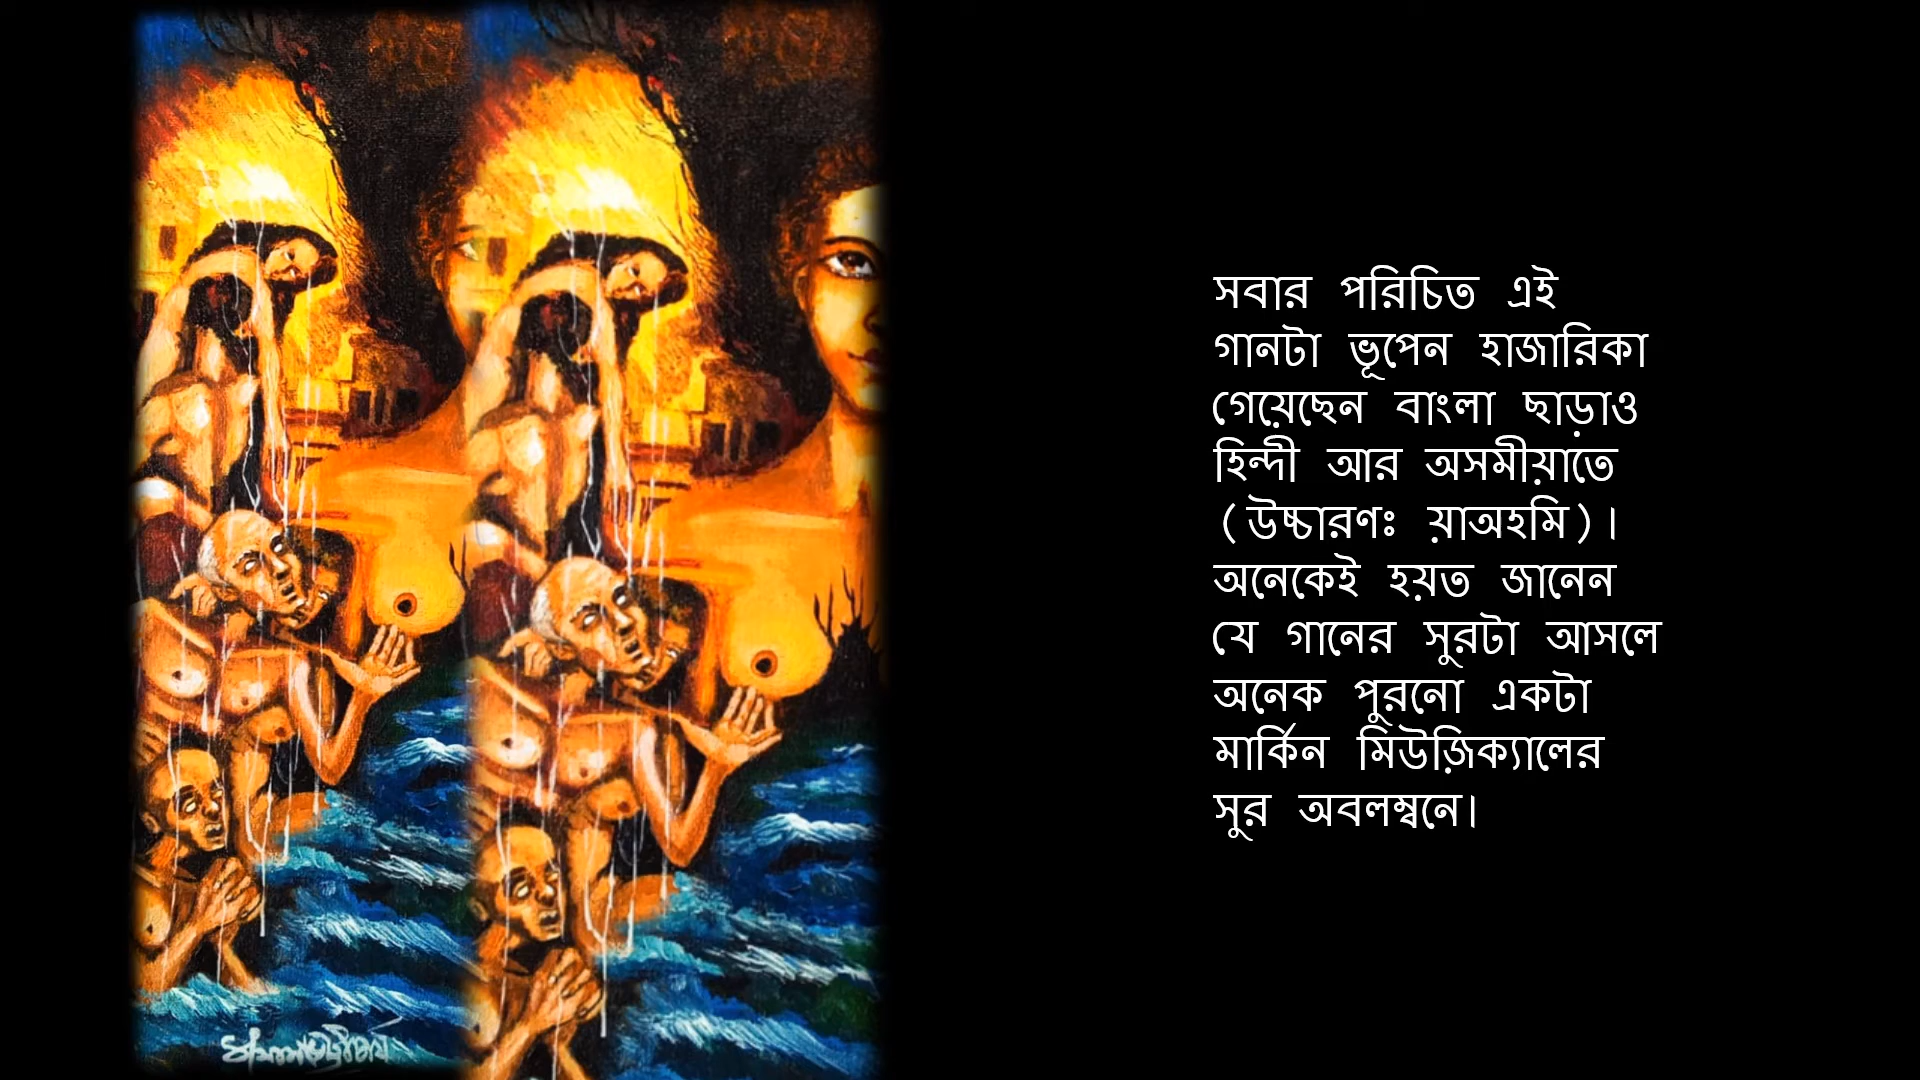 সবার পরিচিত এই
গানটা ভূপেন হাজারিকা
গেয়েছেন বাংলা ছাড়াও
হিন্দী আর অসমীয়াতে
(উচ্চারণঃ য়াঅহমি)।
অনেকেই হয়ত জানেন
যে গানের সুরটা আসলে
অনেক পুরনো একটা
মার্কিন মিউজ়িক্যালের
সুর অবলম্বনে।